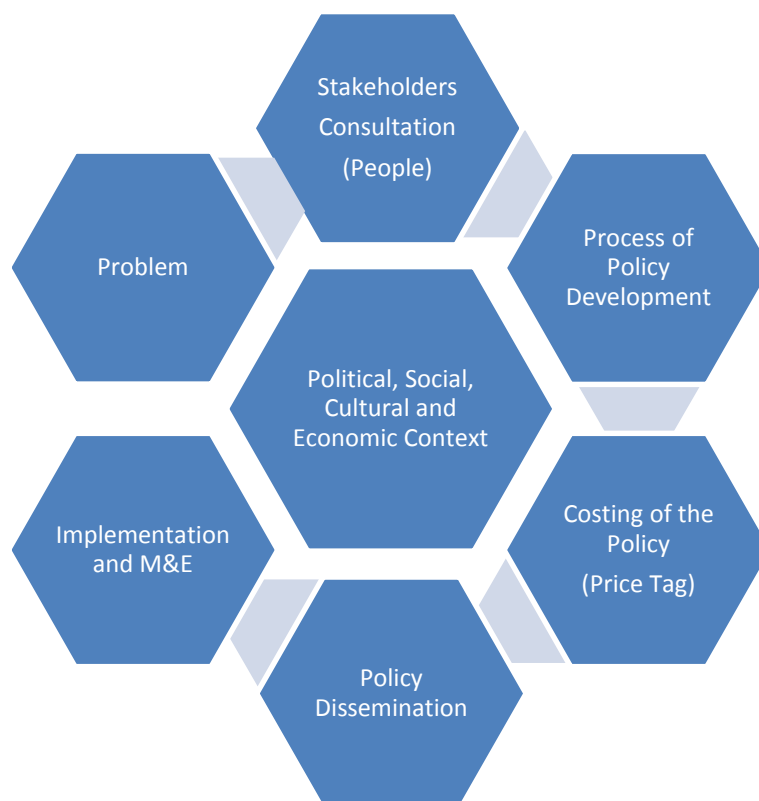 Stakeholders
Consultation
(People)
Problem
Process of
Policy
Development
Political, Social,
Cultural and
Economic Context
Implementation
and M&E
Costing of the
Policy
(Price Tag)
Policy
Dissemination